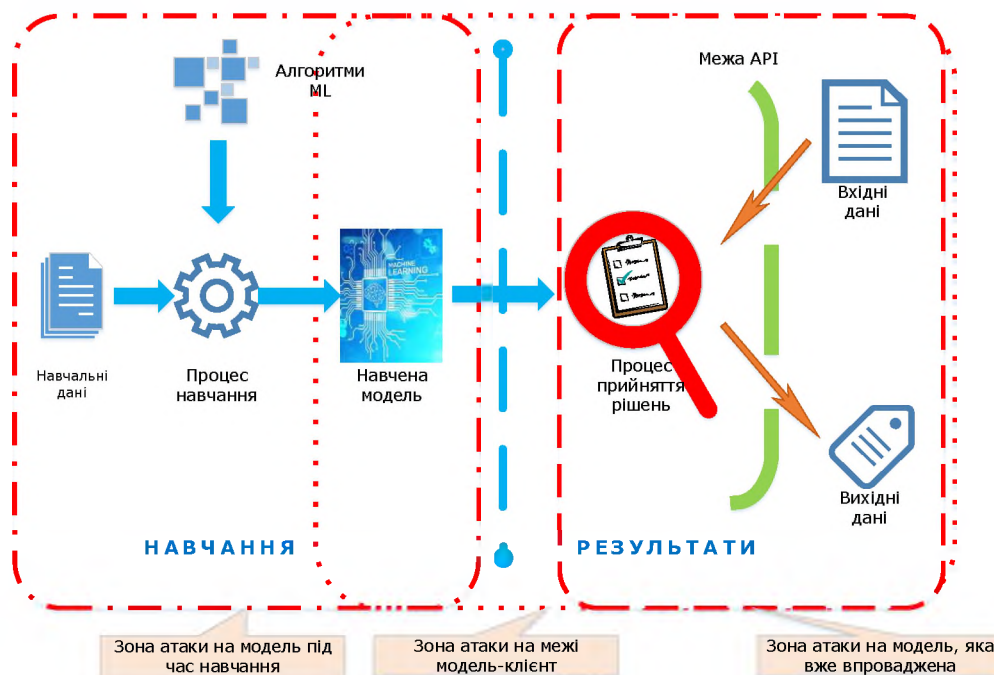 Алгоритми
ML
Межа API
Вхідні
дані
MACHINE
LEARNING
Навчальні
дані
Процес
навчання
Навчена
модель
Процес
прийняття
рішень
Вихідні
дані
НАВЧАННЯ
РЕЗУЛЬТАТИ
Зона атаки на модель під
час навчання
Зона атаки на межі
модель-клієнт
Зона атаки на модель, яка
вже впроваджена